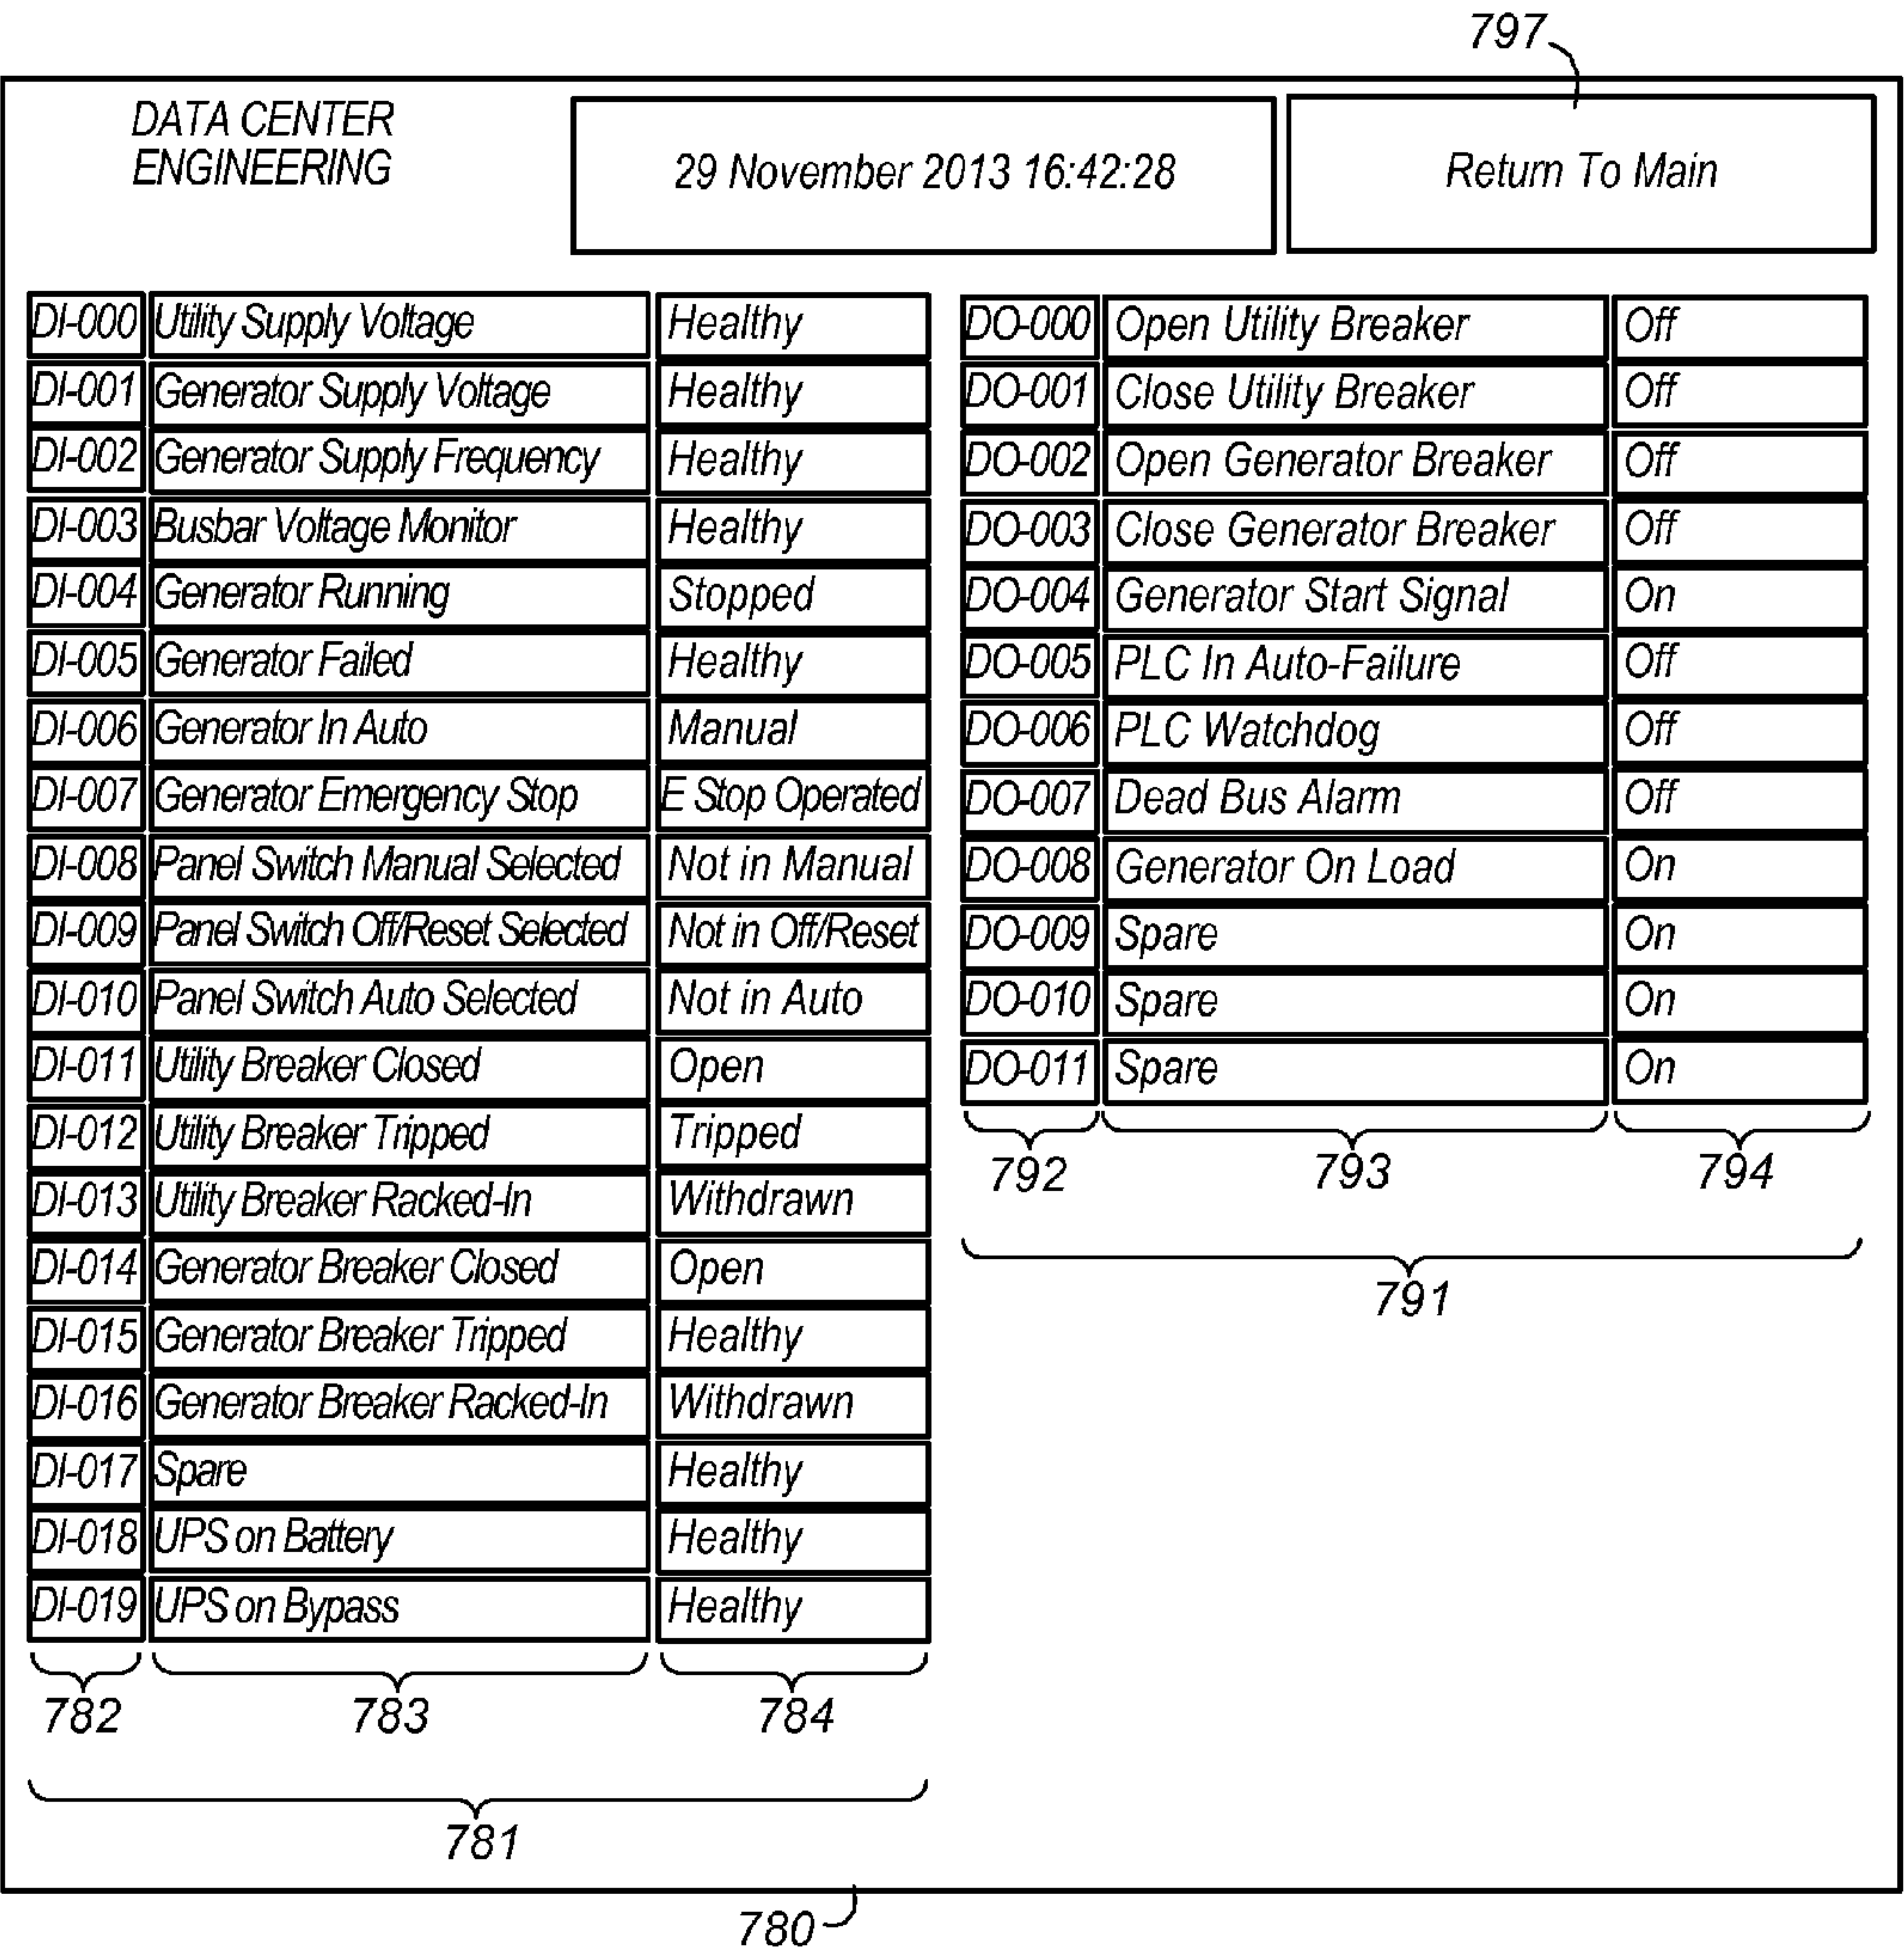 797
DATA CENTER
ENGINEERING
29 November 2013 16:42:28
Return To Main
DI-000 Utility Supply Voltage Healthy
DI-001 Generator Supply Voltage Healthy
DI-002 Generator Supply Frequency Healthy
DI-003 Busbar Voltage Monitor Healthy
DI-004 Generator Running Stopped
DI-005 Generator Failed Healthy
DI-006 Generator In Auto Manual
DI-007 Generator Emergency Stop E Stop Operated
DI-008 Panel Switch Manual Selected Not in Manual
DI-009 Panel Switch Off/Reset Selected Not in Off/Reset
DI-010 Panel Switch Auto Selected Not in Auto
DI-011 Utility Breaker Closed Open
DI-012 Utility Breaker Tripped Tripped
DI-013 Utility Breaker Racked-In Withdrawn
DI-014 Generator Breaker Closed Open
DI-015 Generator Breaker Tripped Healthy
DI-016 Generator Breaker Racked-In Withdrawn
DI-017 Spare Healthy
DI-018 UPS on Battery Healthy
DI-019 UPS on Bypass Healthy
782 783 784
781
DO-000 Open Utility Breaker Off
DO-001 Close Utility Breaker Off
DO-002 Open Generator Breaker Off
DO-003 Close Generator Breaker Off
DO-004 Generator Start Signal On
DO-005 PLC In Auto-Failure Off
DO-006 PLC Watchdog Off
DO-007 Dead Bus Alarm Off
DO-008 Generator On Load On
DO-009 Spare On
DO-010 Spare On
DO-011 Spare On
792 793 794
791
780